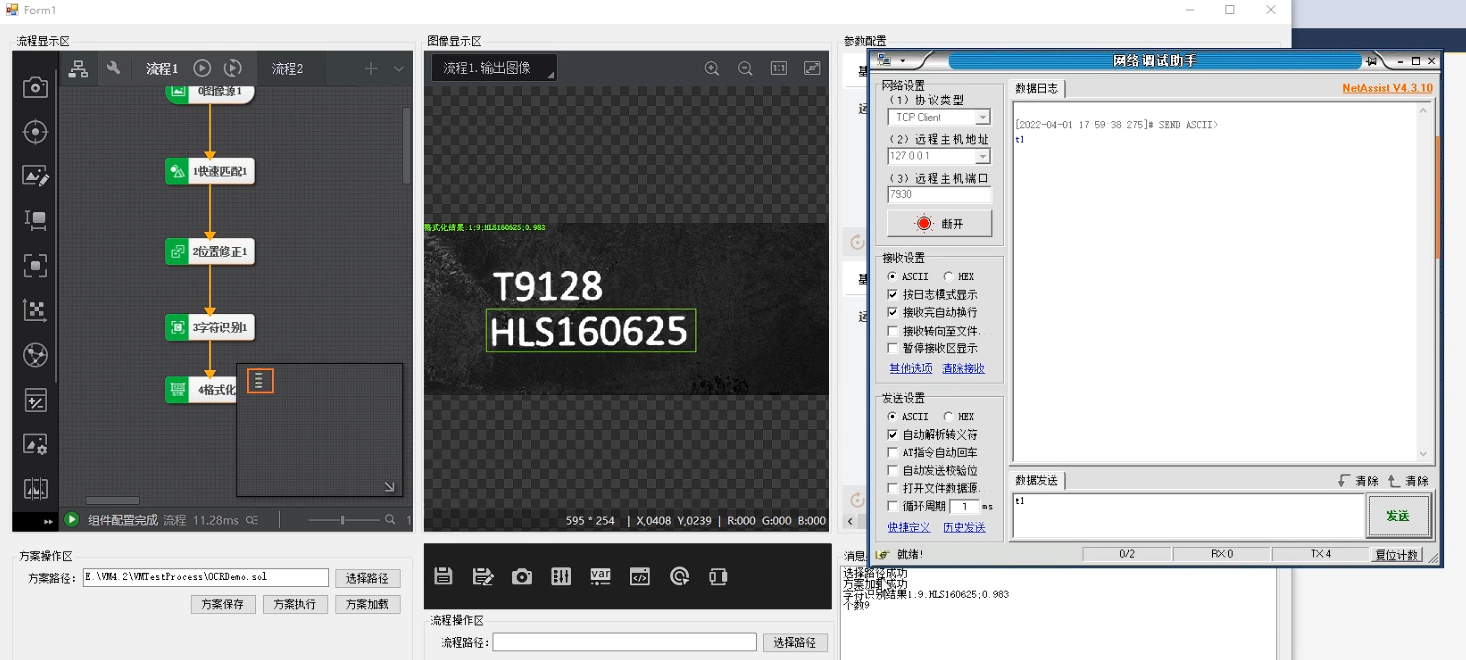 Form1
流程显示区
流程1
流程2
0图像源1
1快速匹配1
2位置修正1
3字符识别1
4格式化
组件配置完成 流程 11.28ms
1
图像显示区
流程1.输出图像
1:1
格式化结果:1;9;HLS160625;0.983
T9128
HLS160625
595 * 254 | X,0408 Y,0239 | R:000 G:000 B:000
参数配置
基
运
基
运
网络调试助手
网络设置
（1）协议类型
TCP Client
（2）远程主机地址
127.0.0.1
（3）远程主机端口
7930
断开
接收设置
ASCII HEX
按日志模式显示
接收完自动换行
接收转向至文件...
暂停接收区显示
其他选项 清除接收
发送设置
ASCII HEX
自动解析转义符
AT指令自动回车
自动发送校验位
打开文件数据源...
循环周期 1 ms
快捷定义 历史发送
数据日志
NetAssist V4.3.10
[2022-04-01 17:59:38.275]# SEND ASCII>
t1
数据发送
清除 清除
t1
发送
就绪!
0/2
RX:0
TX:4
复位计数
方案操作区
方案路径:
E:\VM4.2\VMTestProcess\OCRDemo.sol
选择路径
方案保存
方案执行
方案加载
var
流程操作区
流程路径:
选择路径
消息
选择路径成功
方案加载成功
字符识别结果1;9;HLS160625;0.983
个数9